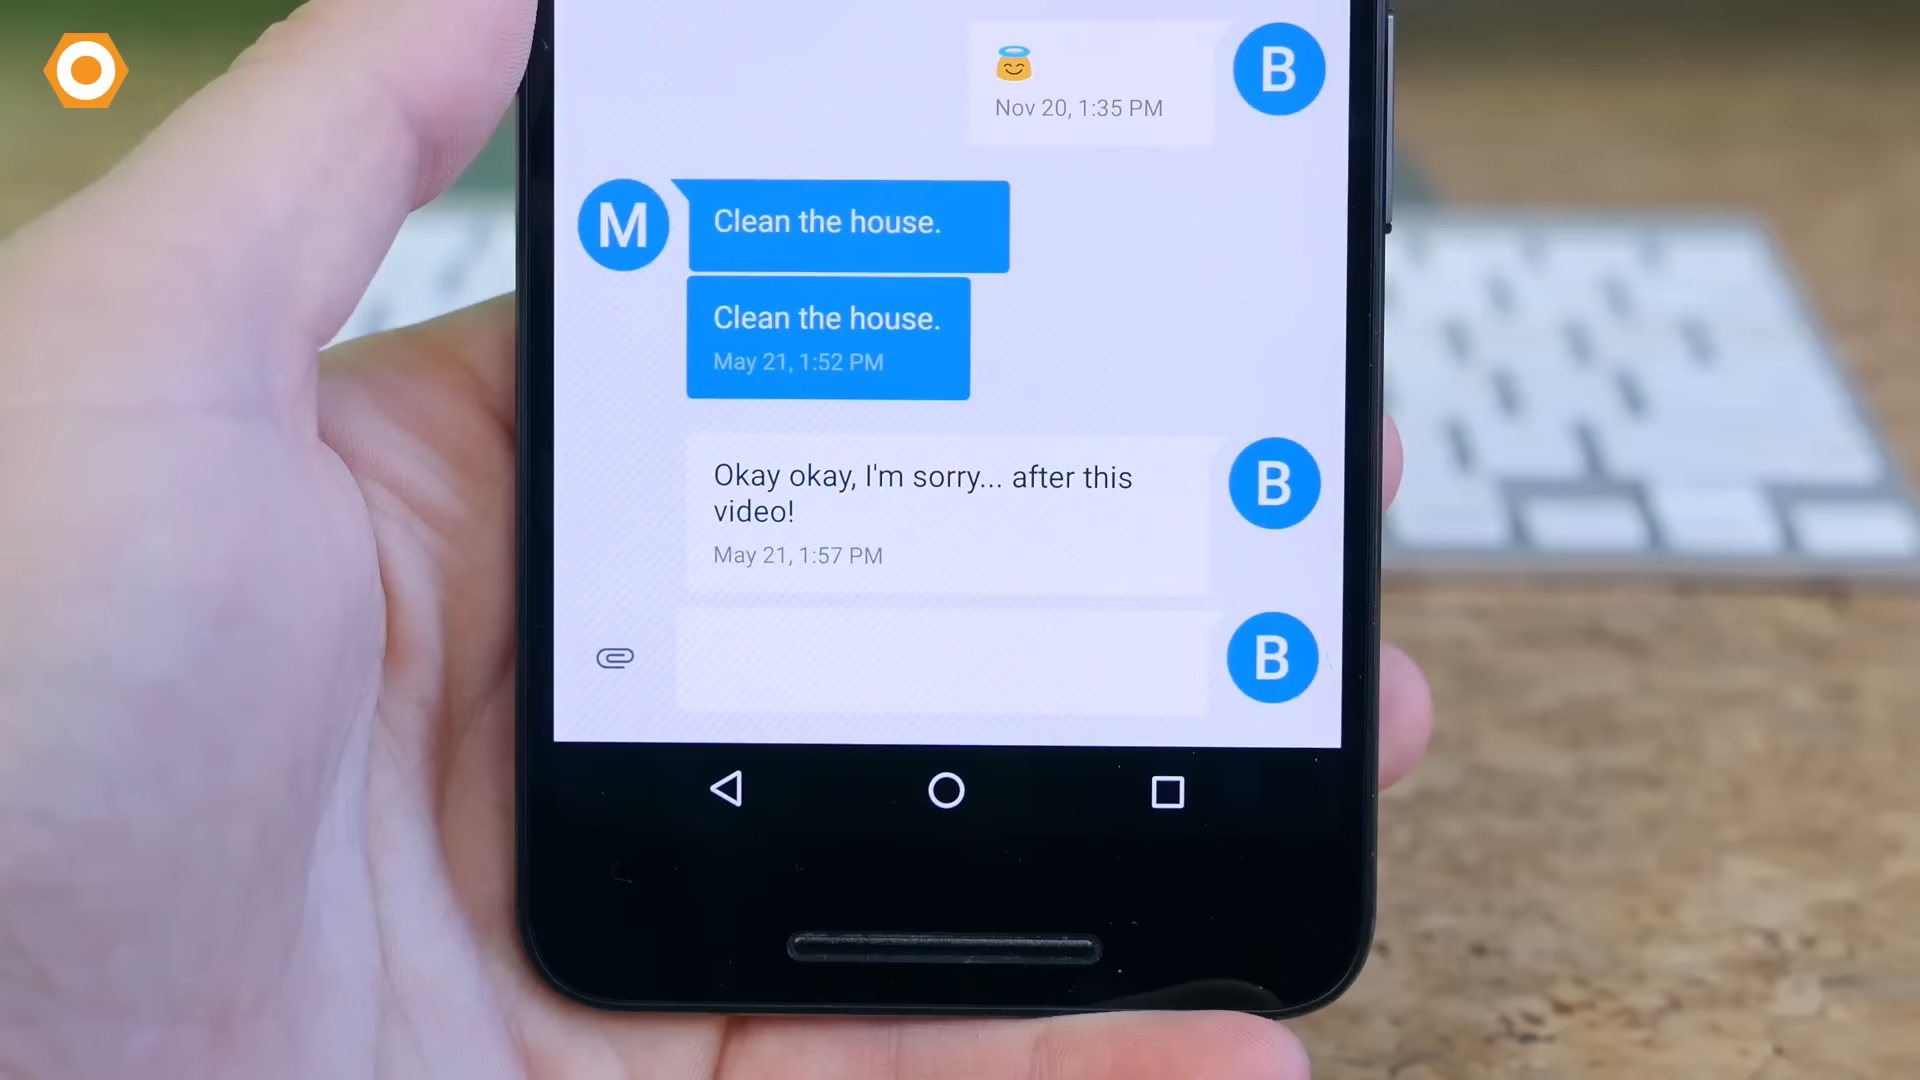 B
Nov 20, 1:35 PM
M
Clean the house.
Clean the house.
May 21, 1:52 PM
Okay okay, I'm sorry... after this
video!
B
May 21, 1:57 PM
B